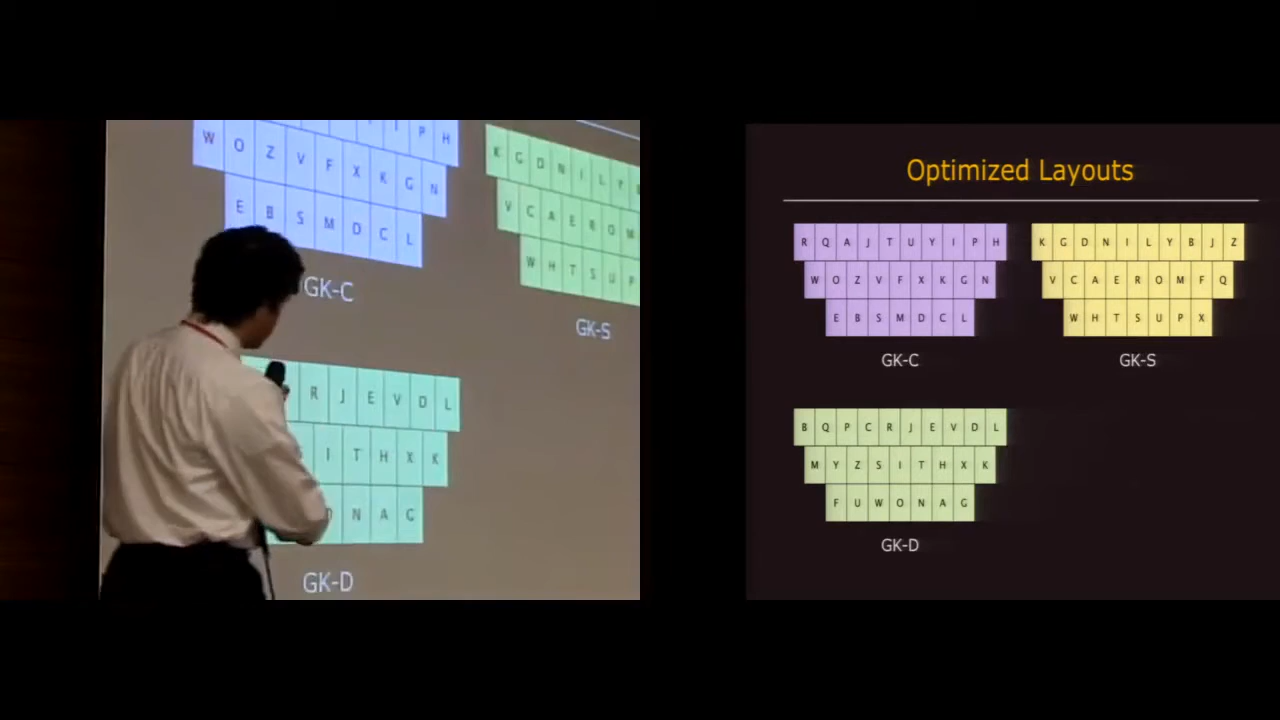 W O Z V F X K G N
I P H
E B S M D C L
GK-C
K G D N I L Y
V C A E R O M
W H T S U P
GK-S
R J E V D L
I T H X K
N A G
GK-D
Optimized Layouts
R Q A J T U Y I P H
W O Z V F X K G N
E B S M D C L
GK-C
K G D N I L Y B J Z
V C A E R O M F Q
W H T S U P X
GK-S
B Q P C R J E V D L
M Y Z S I T H X K
F U W O N A G
GK-D